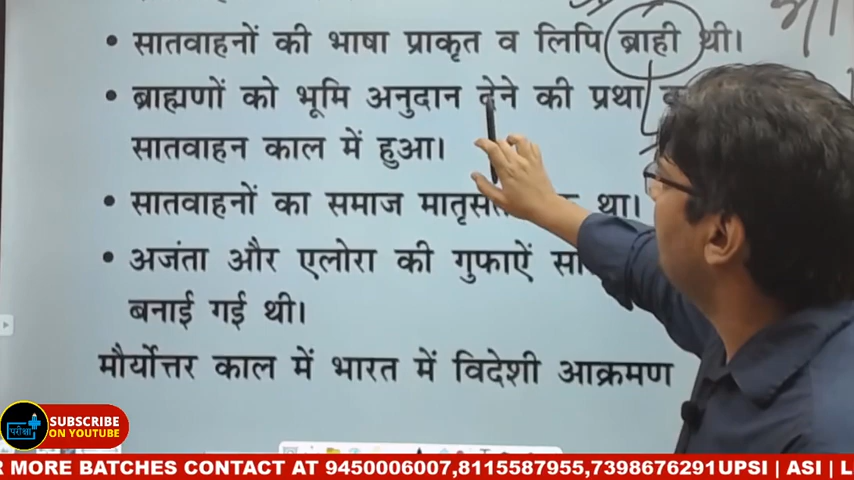 सातवाहनों की भाषा प्राकृत व लिपि ब्राही थी।
ब्राह्मणों को भूमि अनुदान देने की प्रथा
सातवाहन काल में हुआ।
सातवाहनों का समाज था।
अजंता और एलोरा की गुफाऐं
बनाई गई थी।
मौर्योत्तर काल में भारत में विदेशी आक्रमण
परीक्षा
SUBSCRIBE
ON YOUTUBE
MORE BATCHES CONTACT AT 9450006007,8115587955,7398676291UPSI | ASI | L